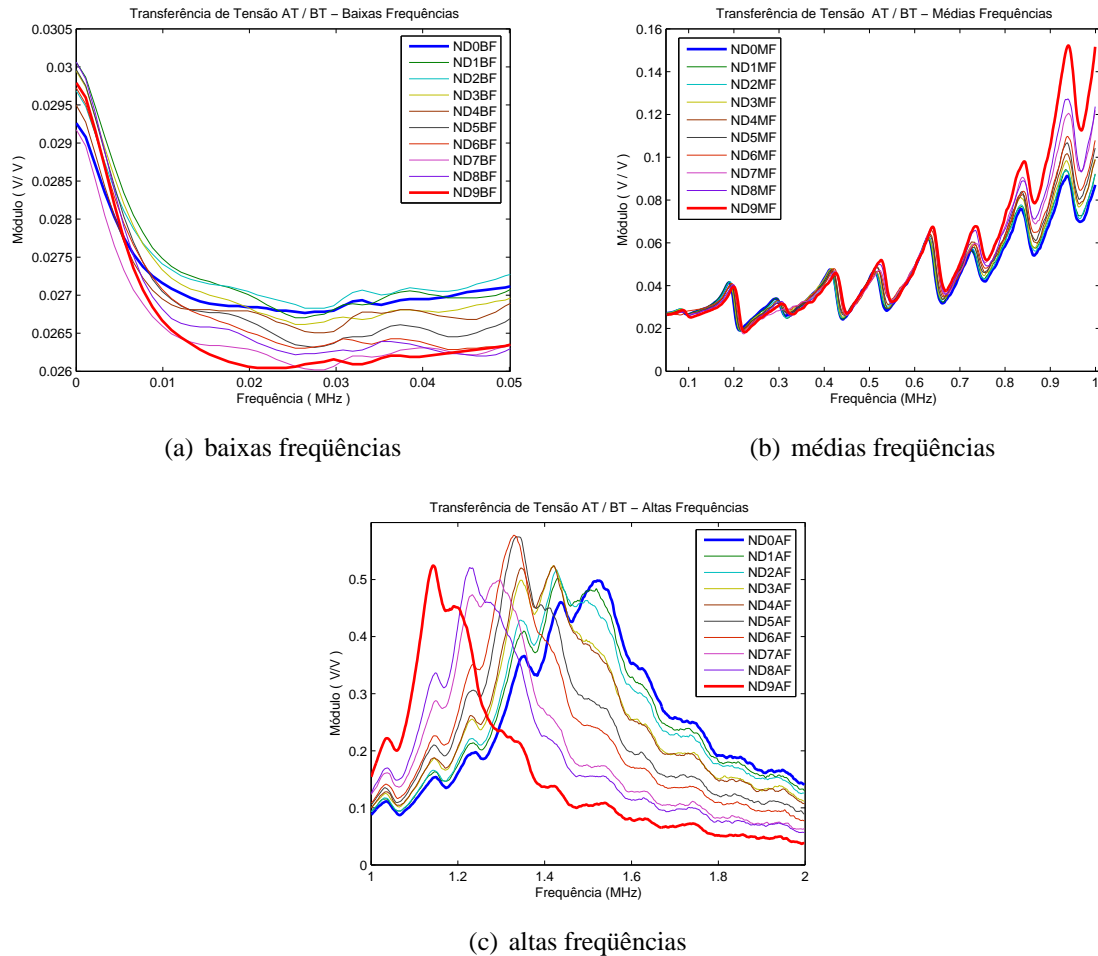 Transferência de Tensão AT / BT − Baixas Frequências
0.0305
0.03
0.0295
0.029
0.0285
0.028
0.0275
0.027
0.0265
0.026
Módulo ( V/ V)
ND0BF
ND1BF
ND2BF
ND3BF
ND4BF
ND5BF
ND6BF
ND7BF
ND8BF
ND9BF
0 0.01 0.02 0.03 0.04 0.05
Frequência ( MHz )
(a) baixas freqüências
Transferência de Tensão AT / BT − Médias Frequências
0.16
0.14
0.12
0.1
0.08
0.06
0.04
0.02
0
Módulo ( V / V )
ND0MF
ND1MF
ND2MF
ND3MF
ND4MF
ND5MF
ND6MF
ND7MF
ND8MF
ND9MF
0.1 0.2 0.3 0.4 0.5 0.6 0.7 0.8 0.9 1
Frequência (MHz)
(b) médias freqüências
Transferência de Tensão AT / BT − Altas Frequências
0.5
0.4
0.3
0.2
0.1
0
Módulo ( V/V )
ND0AF
ND1AF
ND2AF
ND3AF
ND4AF
ND5AF
ND6AF
ND7AF
ND8AF
ND9AF
1 1.2 1.4 1.6 1.8 2
Frequência (MHz)
(c) altas freqüências